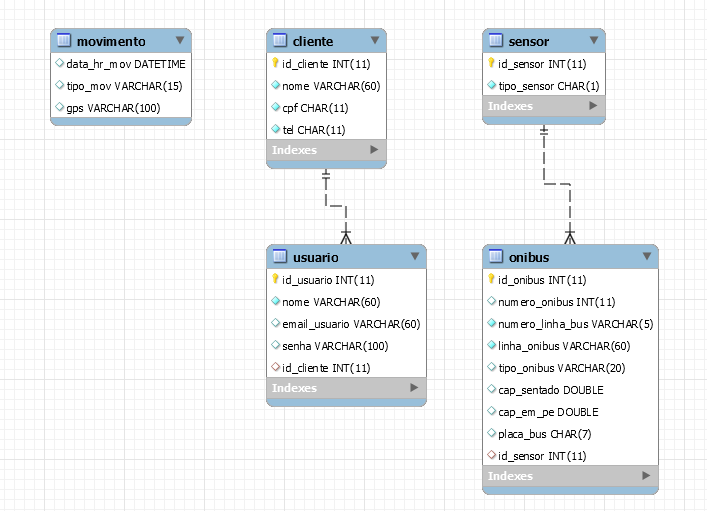 movimento
data_hr_mov DATETIME
tipo_mov VARCHAR(15)
gps VARCHAR(100)
cliente
id_cliente INT(11)
nome VARCHAR(60)
cpf CHAR(11)
tel CHAR(11)
Indexes
sensor
id_sensor INT(11)
tipo_sensor CHAR(1)
Indexes
usuario
id_usuario INT(11)
nome VARCHAR(60)
email_usuario VARCHAR(60)
senha VARCHAR(100)
id_cliente INT(11)
Indexes
onibus
id_onibus INT(11)
numero_onibus INT(11)
numero_linha_bus VARCHAR(5)
linha_onibus VARCHAR(60)
tipo_onibus VARCHAR(20)
cap_sentado DOUBLE
cap_em_pe DOUBLE
placa_bus CHAR(7)
id_sensor INT(11)
Indexes